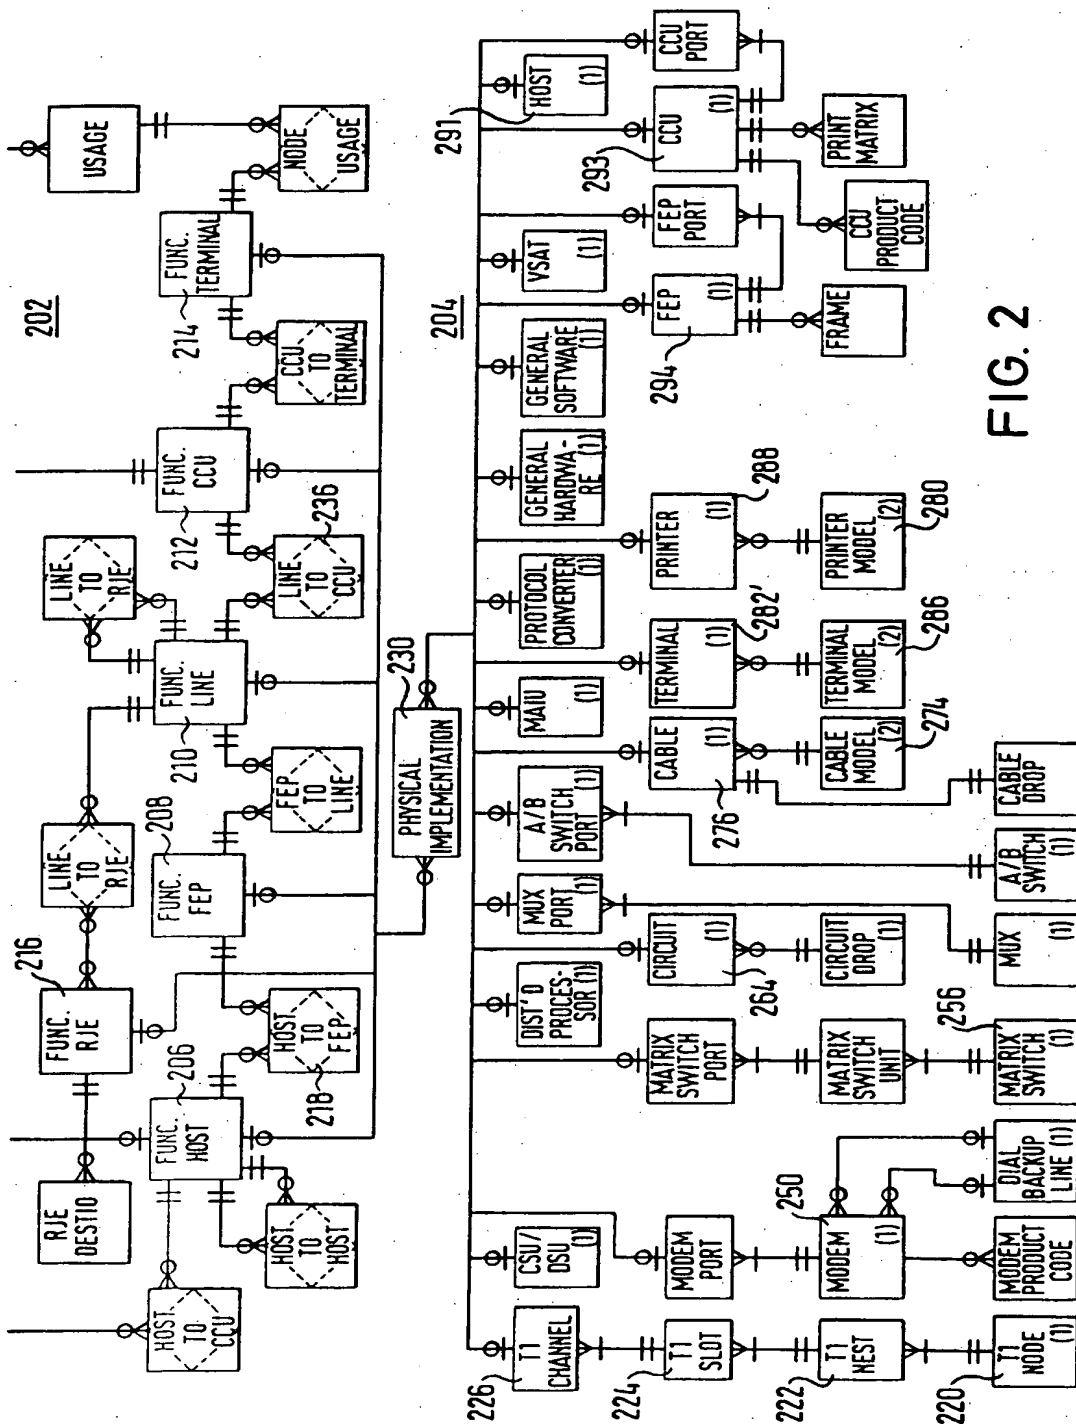 202
USAGE
NODE
USAGE
FUNC.
TERMINAL
214
CCU
TO
TERMINAL
FUNC.
CCU
212
LINE
TO
RJE
LINE
TO
CCU
236
FUNC.
LINE
210
FEP
TO
LINE
LINE
TO
RJE
208
FUNC.
FEP
216
FUNC.
RJE
HOST
TO
FEP
218
206
FUNC.
HOST
RJE
DESTIO
HOST
TO
HOST
HOST
TO
CCU
230
PHYSICAL
IMPLEMENTATION
204
226
T1
CHANNEL
224
T1
SLOT
222
T1
NEST
220
T1
NODE (1)
CSU/
DSU
(1)
MODEM
PORT
250
MODEM
(1)
MODEM
PRODUCT
CODE
DIAL
BACKUP
LINE (1)
DIST'D
PROCES-
SOR (1)
MATRIX
SWITCH
PORT
MATRIX
SWITCH
UNIT
256
MATRIX
SWITCH
(1)
MUX
PORT
(1)
CIRCUIT
(1)
264
CIRCUIT
DROP
(1)
MUX
(1)
A/B
SWITCH
PORT (1)
A/B
SWITCH
(1)
MAIU
(1)
CABLE
(1)
276
CABLE
MODEL
(2)
274
CABLE
DROP
PROTOCOL
CONVERTER
(1)
TERMINAL
(1)
282'
TERMINAL
MODEL
(2)
286
GENERAL
HARDWA-
RE (1)
PRINTER
(1)
288
PRINTER
MODEL
(2)
280
GENERAL
SOFTWARE
(1)
VSAT
(1)
FEP
(1)
294
FRAME
FEP
PORT
291
HOST
(1)
293
CCU
(1)
CCU
PORT
PRINT
MATRIX
CCU
PRODUCT
CODE
FIG. 2